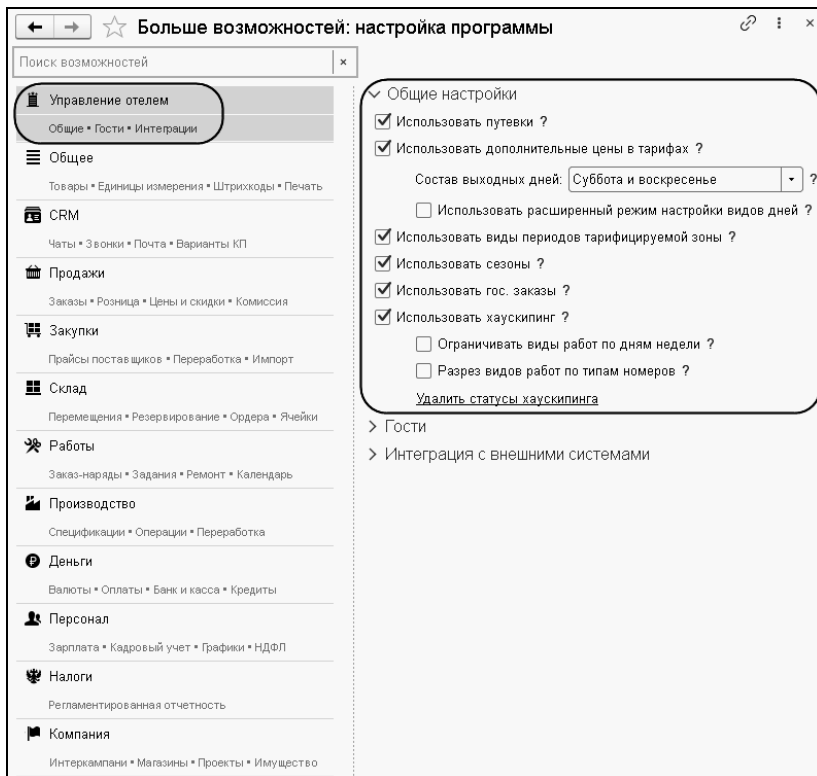 Больше возможностей: настройка программы
Поиск возможностей
Управление отелем
Общие • Гости • Интеграции
Общее
Товары • Единицы измерения • Штрихкоды • Печать
CRM
Чаты • Звонки • Почта • Варианты КП
Продажи
Заказы • Розница • Цены и скидки • Комиссия
Закупки
Прайсы поставщиков • Переработка • Импорт
Склад
Перемещения • Резервирование • Ордера • Ячейки
Работы
Заказ-наряды • Задания • Ремонт • Календарь
Производство
Спецификации • Операции • Переработка
Деньги
Валюты • Оплаты • Банк и касса • Кредиты
Персонал
Зарплата • Кадровый учет • Графики • НДФЛ
Налоги
Регламентированная отчетность
Компания
Интеркампани • Магазины • Проекты • Имущество
Общие настройки
Использовать путевки ?
Использовать дополнительные цены в тарифах ?
Состав выходных дней: Суббота и воскресенье ?
Использовать расширенный режим настройки видов дней ?
Использовать виды периодов тарифицируемой зоны ?
Использовать сезоны ?
Использовать гос. заказы ?
Использовать хаускипинг ?
Ограничивать виды работ по дням недели ?
Разрез видов работ по типам номеров ?
Удалить статусы хаускипинга
Гости
Интеграция с внешними системами